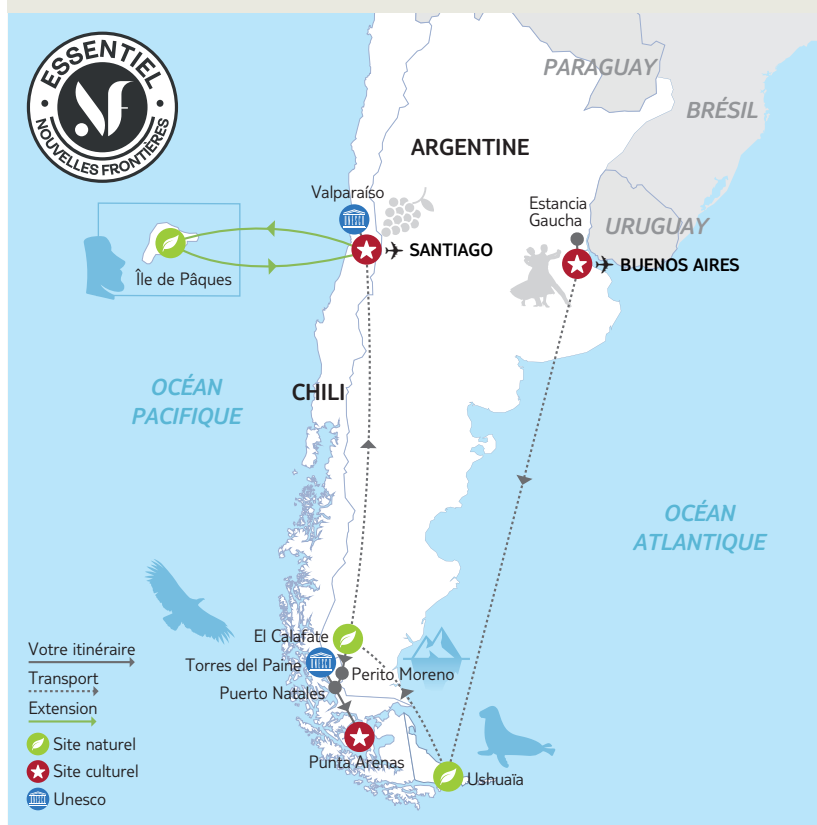 ESSENTIEL
NF
NOUVELLES FRONTIÈRES
PARAGUAY
BRÉSIL
ARGENTINE
Valparaíso
Estancia
Gaucha
URUGUAY
SANTIAGO
BUENOS AIRES
Île de Pâques
OCÉAN
PACIFIQUE
CHILI
OCÉAN
ATLANTIQUE
El Calafate
Torres del Paine
Perito Moreno
Puerto Natales
Punta Arenas
Ushuaïa
Votre itinéraire
Transport
Extension
Site naturel
Site culturel
Unesco